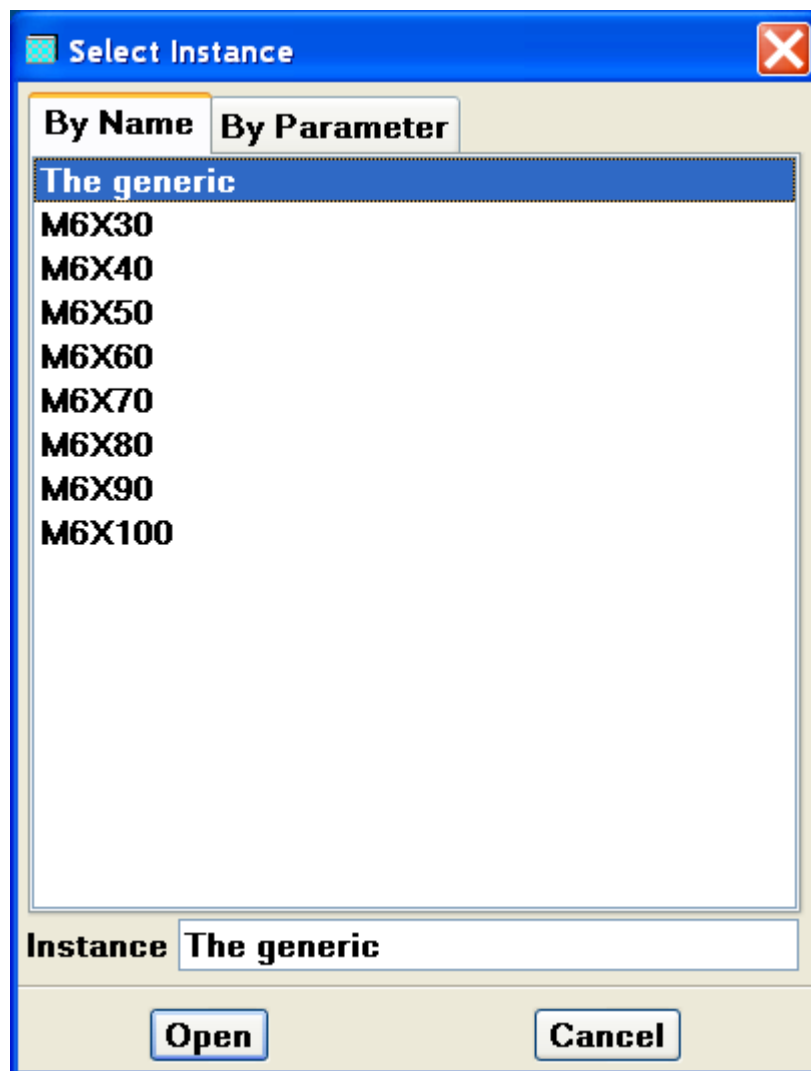 Select Instance
By Name By Parameter
The generic
M6X30
M6X40
M6X50
M6X60
M6X70
M6X80
M6X90
M6X100
Instance The generic
Open Cancel